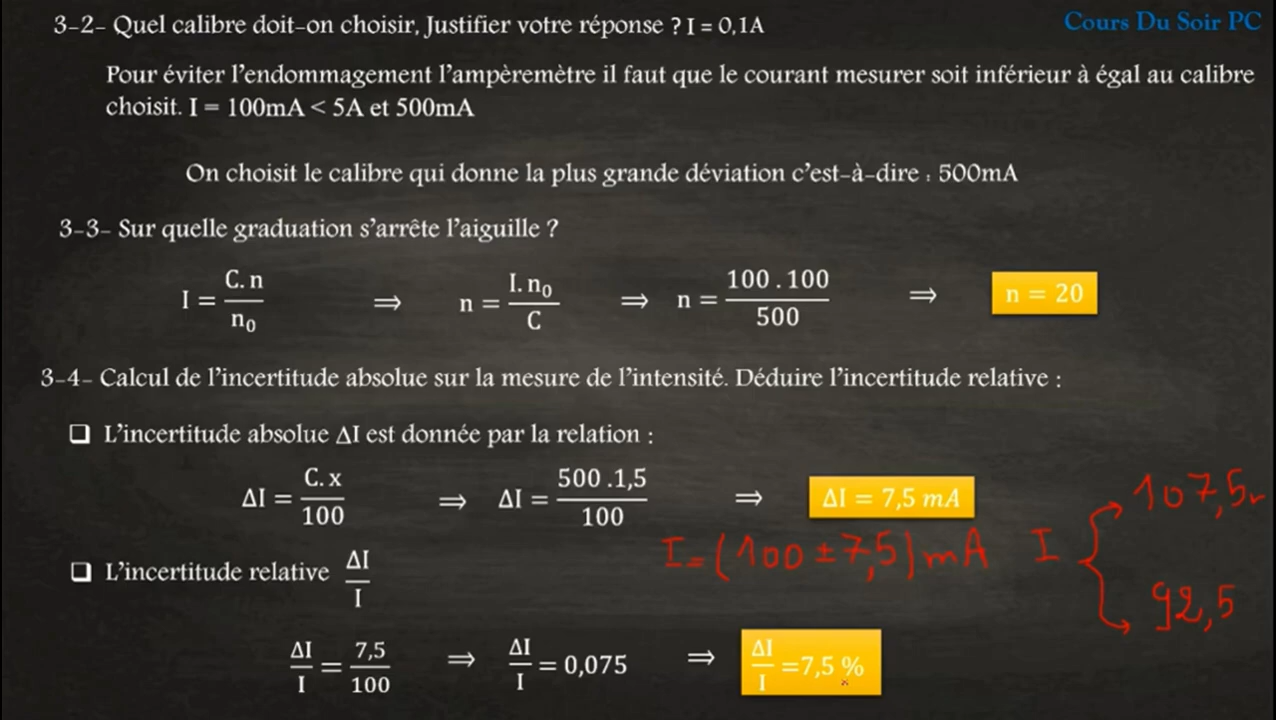 3-2- Quel calibre doit-on choisir, Justifier votre réponse ? I = 0,1A
Cours Du Soir PC
Pour éviter l'endommagement l'ampèremètre il faut que le courant mesurer soit inférieur à égal au calibre
choisit. I = 100mA < 5A et 500mA
On choisit le calibre qui donne la plus grande déviation c'est-à-dire : 500mA
3-3- Sur quelle graduation s'arrête l'aiguille ?
I = C. n / n₀ ⟹ n = I. n₀ / C ⟹ n = 100 . 100 / 500 ⟹ n = 20
3-4- Calcul de l'incertitude absolue sur la mesure de l'intensité. Déduire l'incertitude relative :
❑ L'incertitude absolue ΔI est donnée par la relation :
ΔI = C. x / 100 ⟹ ΔI = 500 .1,5 / 100 ⟹ ΔI = 7,5 mA
I = (100 ± 7,5) mA I 107,5 92,5
❑ L'incertitude relative ΔI / I
ΔI / I = 7,5 / 100 ⟹ ΔI / I = 0,075 ⟹ ΔI / I =7,5 %